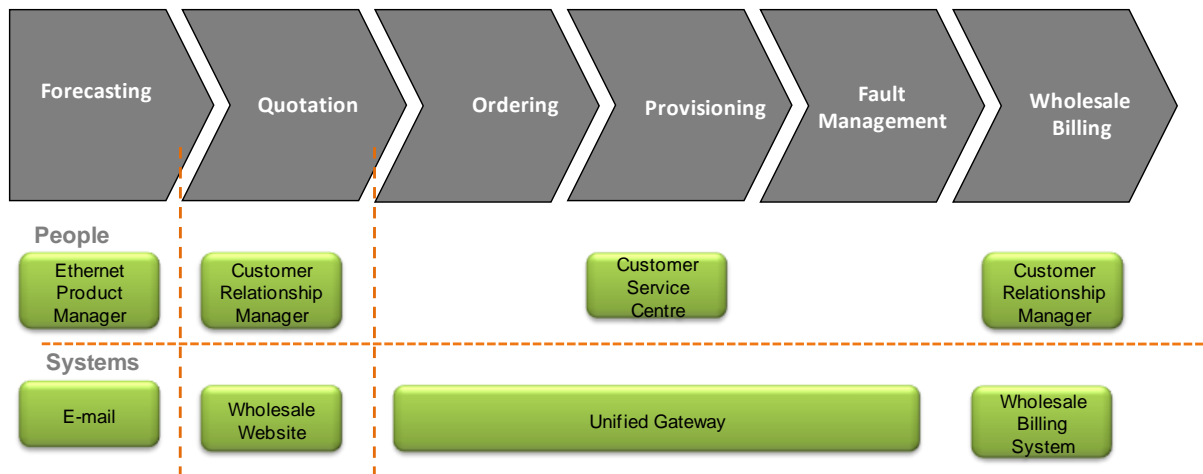 Forecasting
Quotation
Ordering
Provisioning
Fault
Management
Wholesale
Billing
People
Ethernet
Product
Manager
Customer
Relationship
Manager
Customer
Service
Centre
Customer
Relationship
Manager
Systems
E-mail
Wholesale
Website
Unified Gateway
Wholesale
Billing
System